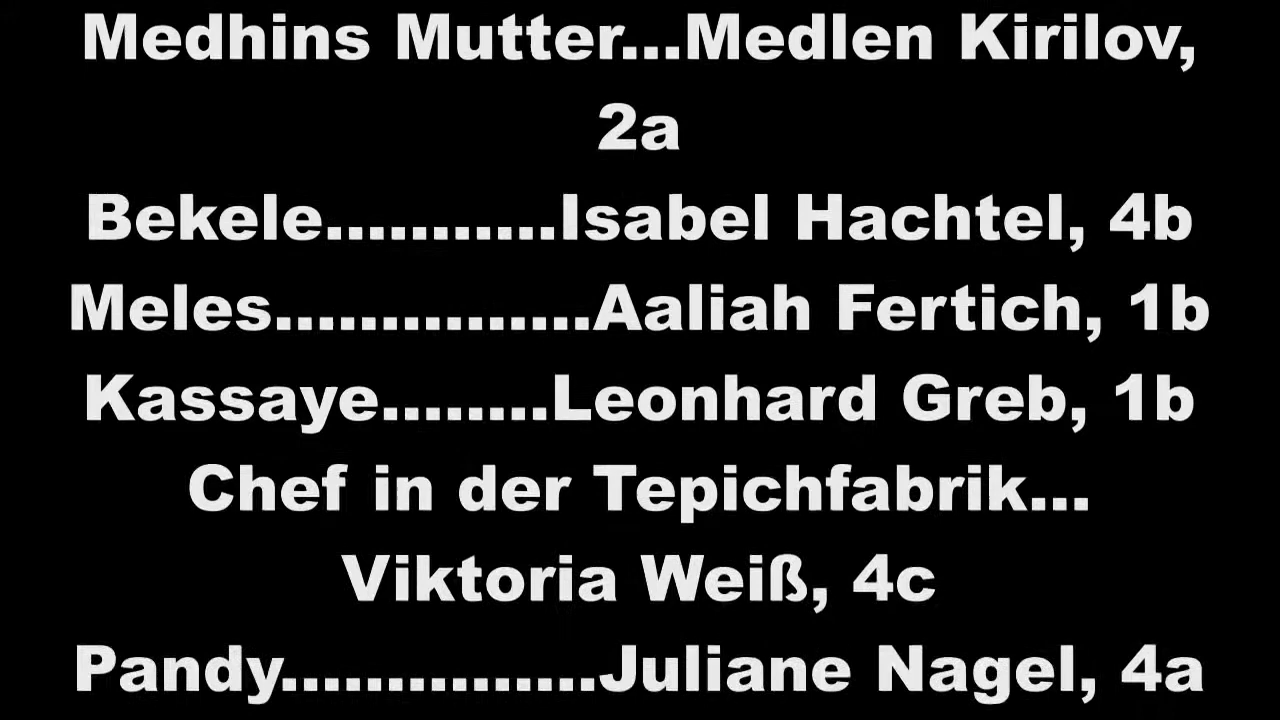 Medhins Mutter...Medlen Kirilov,
2a
Bekele...........Isabel Hachtel, 4b
Meles...............Aaliah Fertich, 1b
Kassaye........Leonhard Greb, 1b
Chef in der Tepichfabrik...
Viktoria Weiß, 4c
Pandy...............Juliane Nagel, 4a